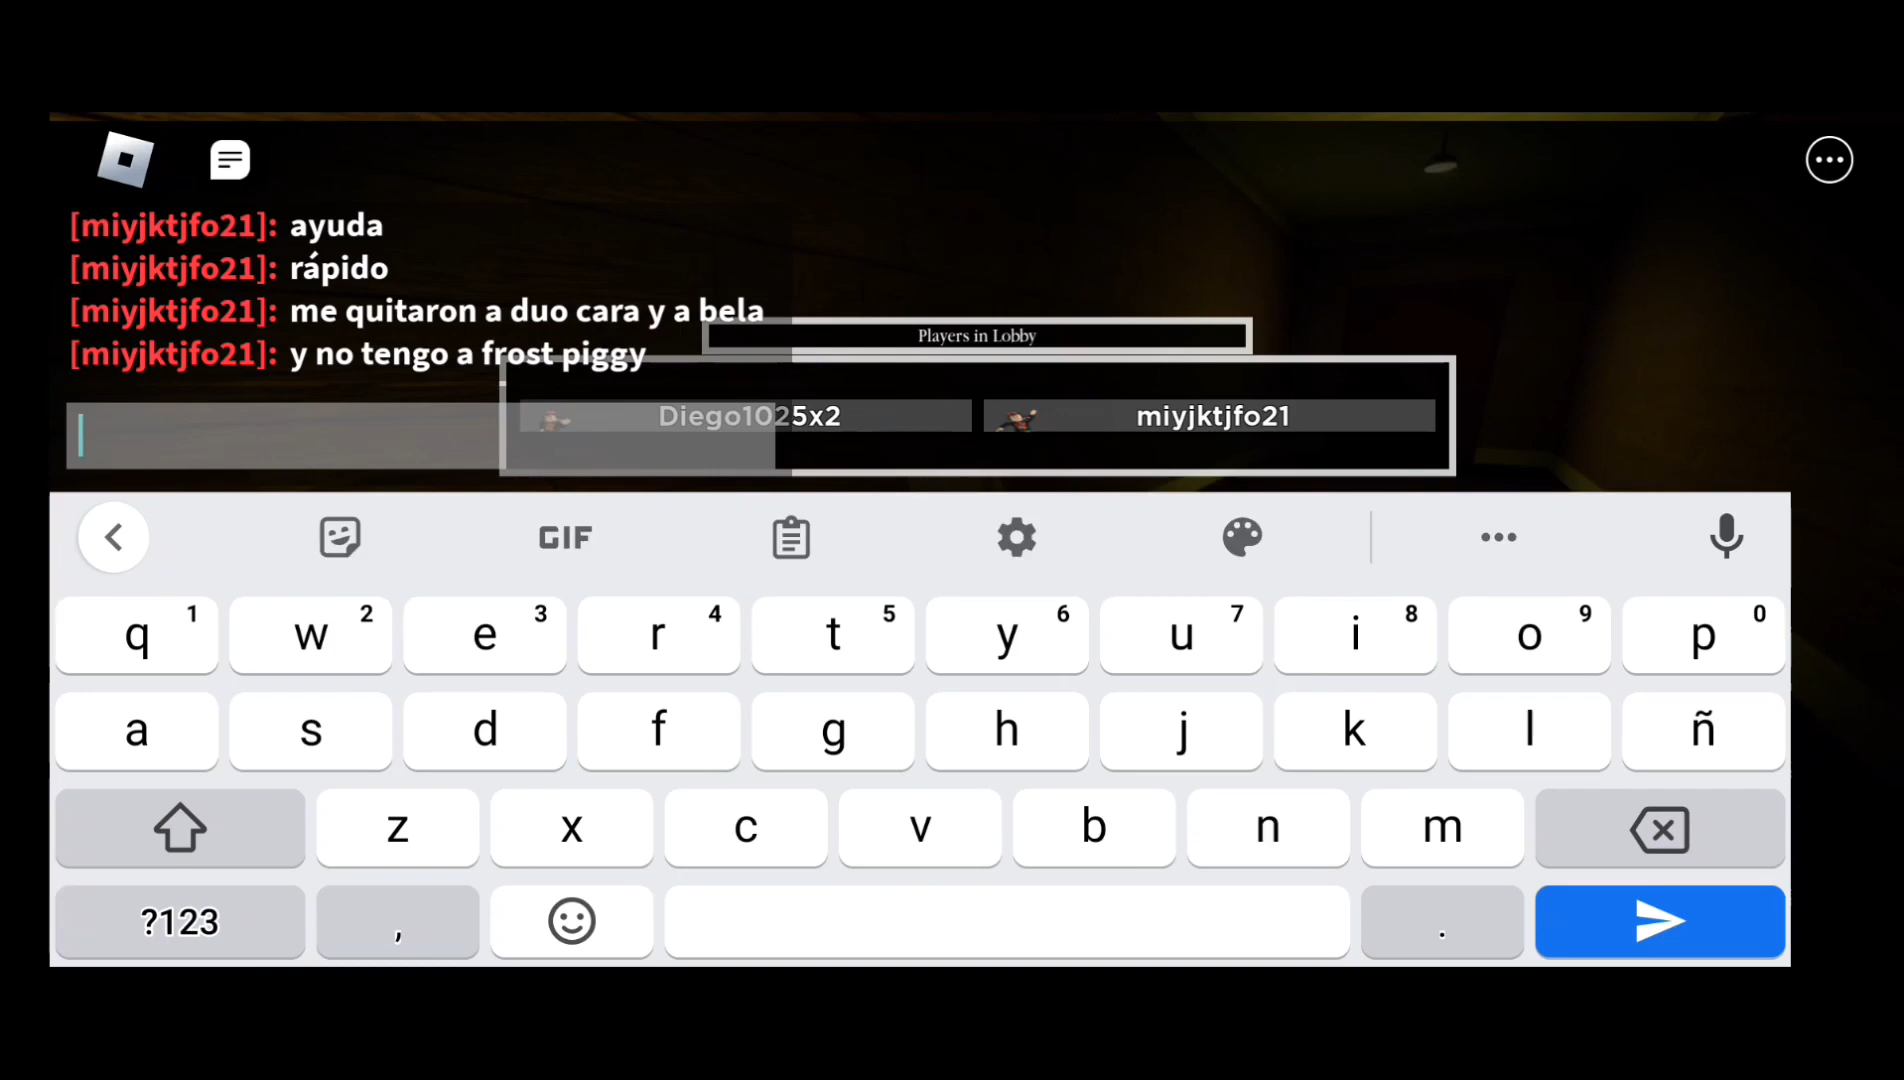 [miyjktjfo21]: ayuda
[miyjktjfo21]: rápido
[miyjktjfo21]: me quitaron a duo cara y a bela
[miyjktjfo21]: y no tengo a frost piggy
Players in Lobby
Diego1025x2 miyjktjfo21
GIF
q 1 w 2 e 3 r 4 t 5 y 6 u 7 i 8 o 9 p 0
a s d f g h j k l ñ
z x c v b n m
?123 , .